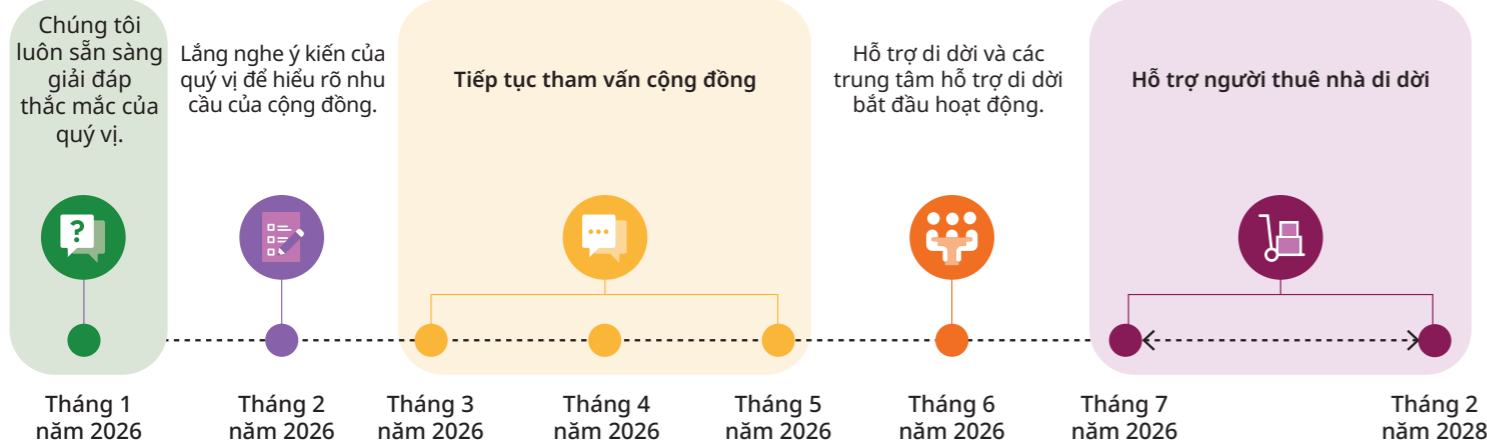 Chúng tôi
luôn sẵn sàng
giải đáp
thắc mắc của
quý vị.
Lắng nghe ý kiến của
quý vị để hiểu rõ nhu
cầu của cộng đồng.
Tiếp tục tham vấn cộng đồng
Hỗ trợ di dời và các
trung tâm hỗ trợ di dời
bắt đầu hoạt động.
Hỗ trợ người thuê nhà di dời
?
Tháng 1
năm 2026
Tháng 2
năm 2026
Tháng 3
năm 2026
Tháng 4
năm 2026
Tháng 5
năm 2026
Tháng 6
năm 2026
Tháng 7
năm 2026
Tháng 2
năm 2028